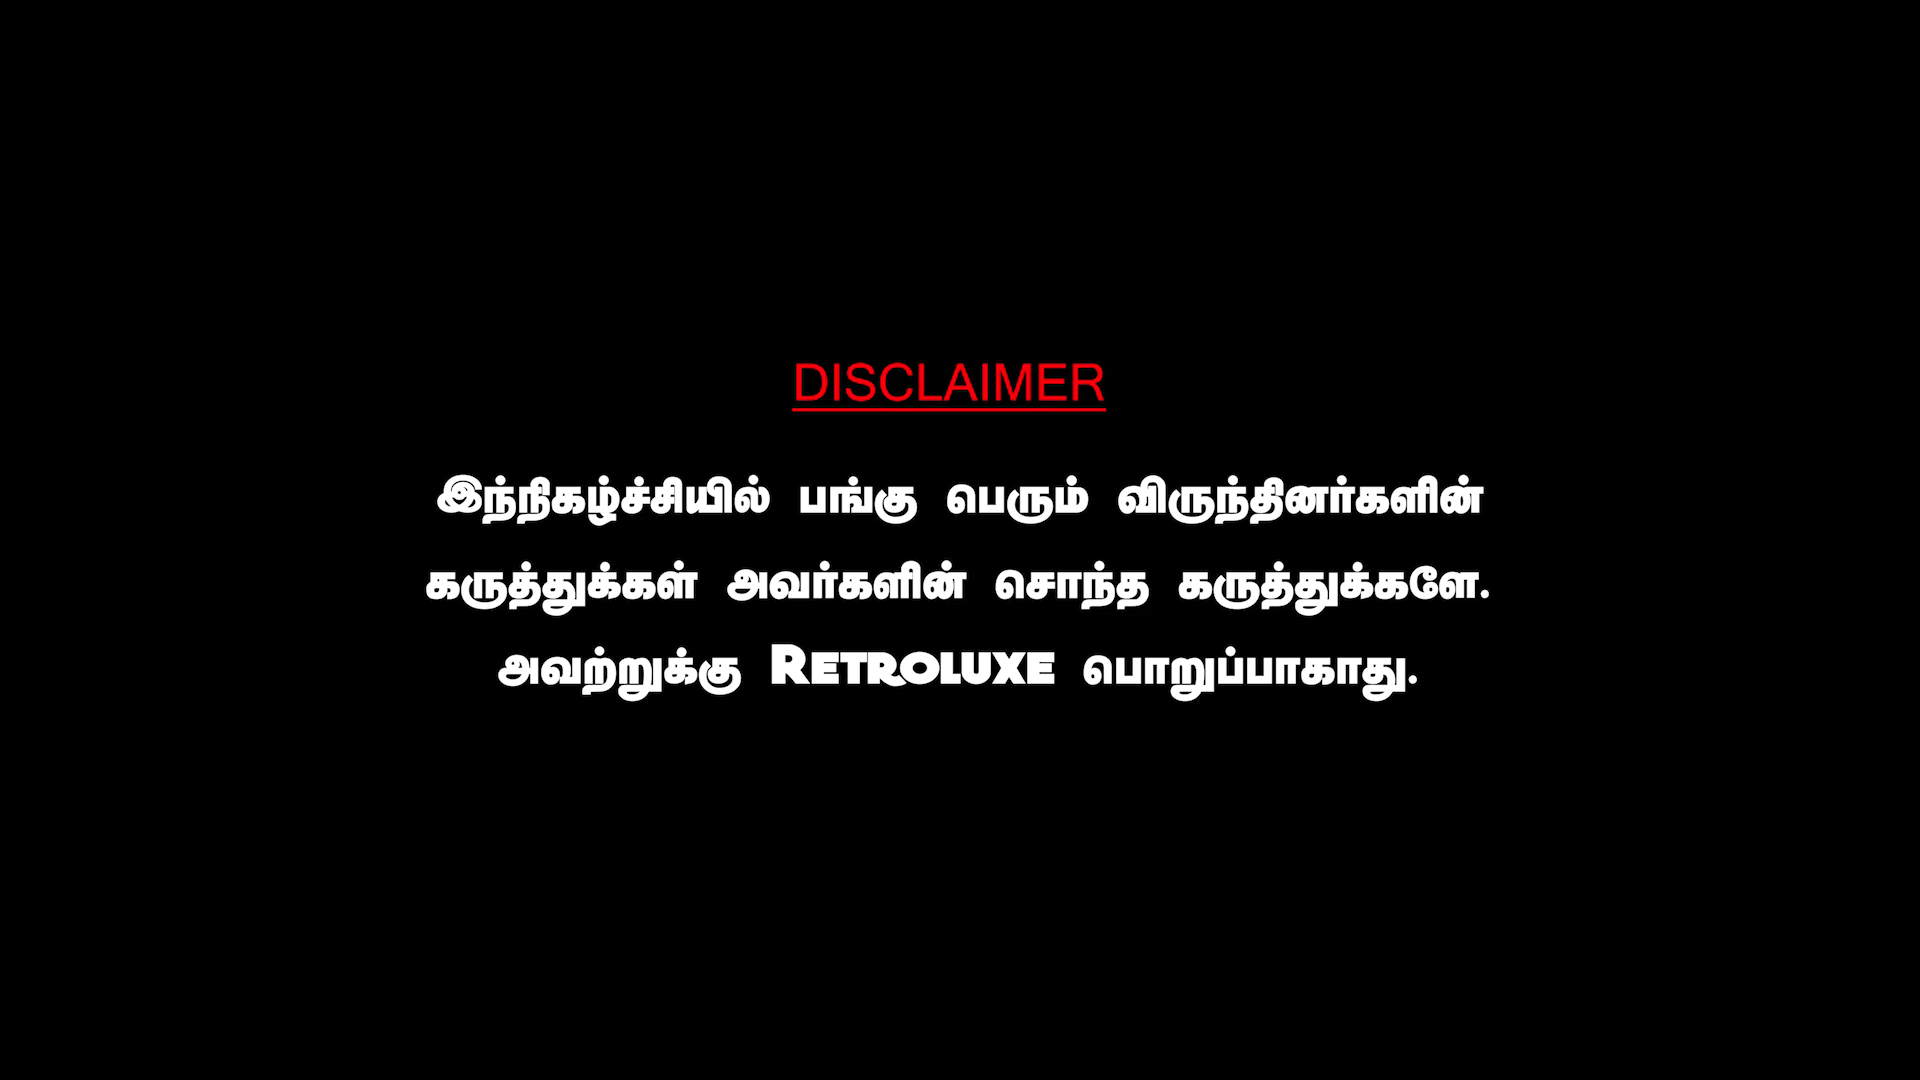 DISCLAIMER
இந்நிகழ்ச்சியில் பங்கு பெரும் விருந்தினர்களின்
கருத்துக்கள் அவர்களின் சொந்த கருத்துக்களே.
அவற்றுக்கு RETROLUXE பொறுப்பாகாது.